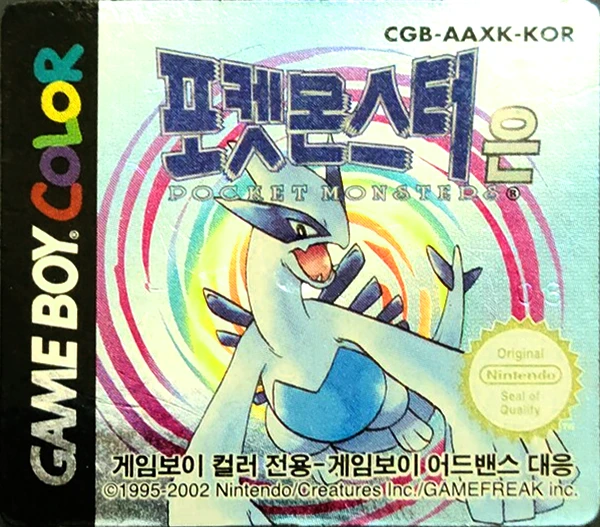 CGB-AAXK-KOR
포켓몬스터 은
POCKET MONSTERS®
GAME BOY COLOR
Original
Nintendo
Seal of
Quality
TM
게임보이 컬러 전용-게임보이 어드밴스 대응
©1995-2002 Nintendo/Creatures Inc./GAMEFREAK inc.